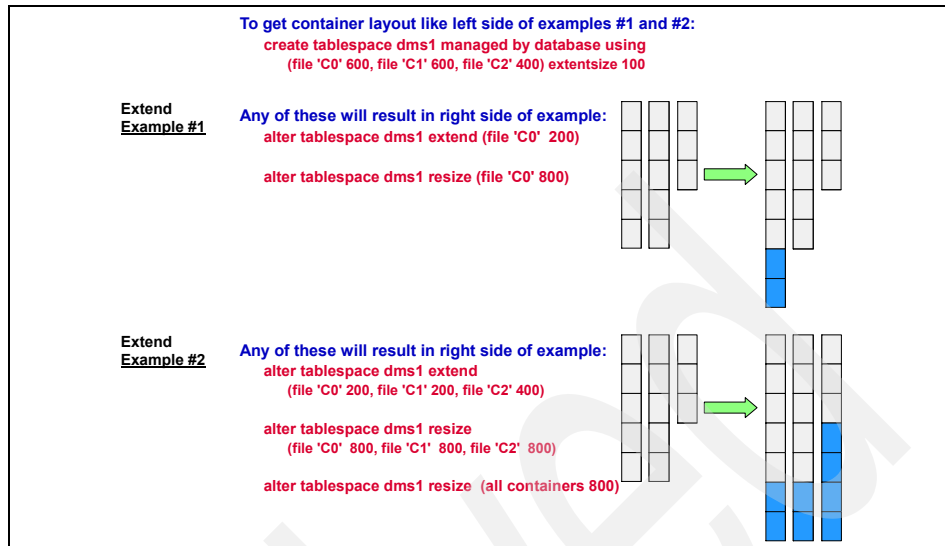 To get container layout like left side of examples #1 and #2:
create tablespace dms1 managed by database using
(file 'C0' 600, file 'C1' 600, file 'C2' 400) extentsize 100
Extend
Example #1
Any of these will result in right side of example:
alter tablespace dms1 extend (file 'C0' 200)
alter tablespace dms1 resize (file 'C0' 800)
Extend
Example #2
Any of these will result in right side of example:
alter tablespace dms1 extend
(file 'C0' 200, file 'C1' 200, file 'C2' 400)
alter tablespace dms1 resize
(file 'C0' 800, file 'C1' 800, file 'C2' 800)
alter tablespace dms1 resize (all containers 800)